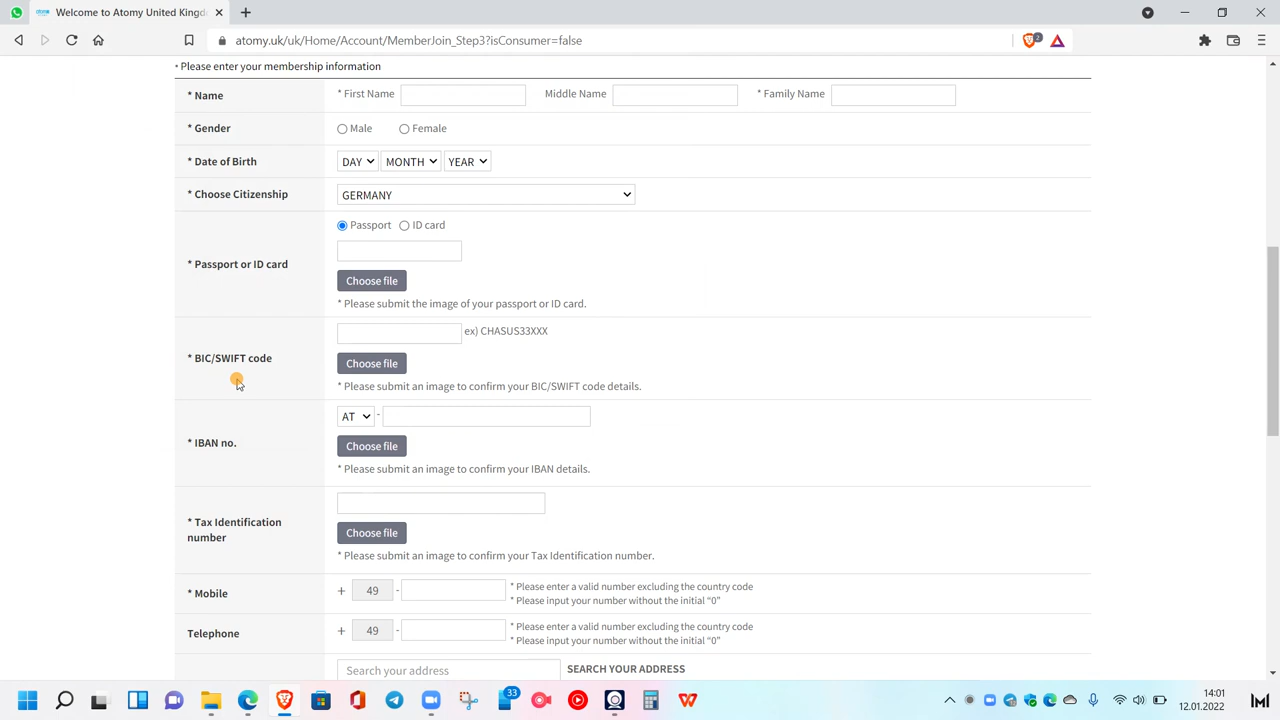 Welcome to Atomy United Kingd
atomy.uk/uk/Home/Account/MemberJoin_Step3?isConsumer=false
2
* Please enter your membership information
* Name
* First Name
Middle Name
* Family Name
* Gender
Male
Female
* Date of Birth
DAY
MONTH
YEAR
* Choose Citizenship
GERMANY
* Passport or ID card
Passport
ID card
Choose file
* Please submit the image of your passport or ID card.
* BIC/SWIFT code
ex) CHASUS33XXX
Choose file
* Please submit an image to confirm your BIC/SWIFT code details.
* IBAN no.
AT
-
Choose file
* Please submit an image to confirm your IBAN details.
* Tax Identification
number
Choose file
* Please submit an image to confirm your Tax Identification number.
* Mobile
+ 49 -
* Please enter a valid number excluding the country code
* Please input your number without the initial “0”
Telephone
+ 49 -
* Please enter a valid number excluding the country code
* Please input your number without the initial “0”
Search your address
SEARCH YOUR ADDRESS
33
14:01
12.01.2022